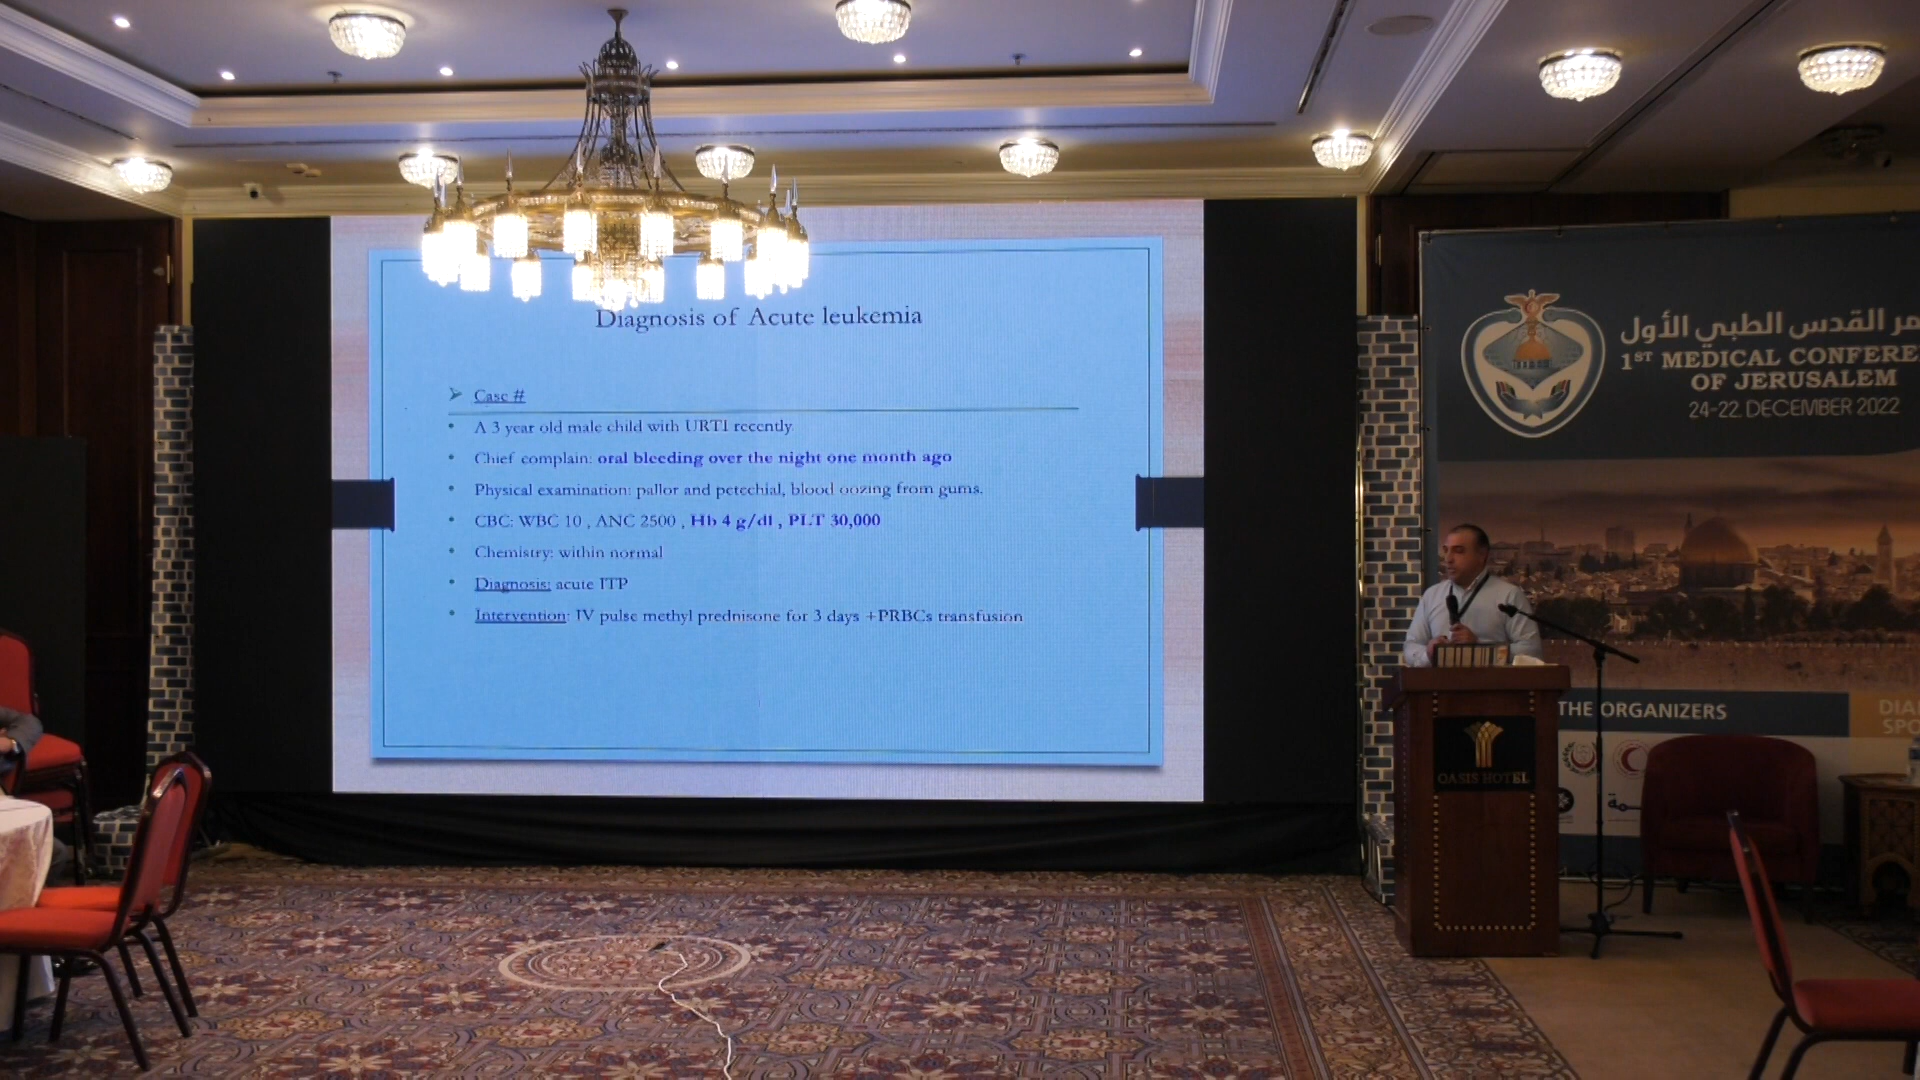 Diagnosis of Acute leukemia
Case #
A 3 year old male child with URTI recently
Chief complain: oral bleeding over the night one month ago
Physical examination: pallor and petechial, blood oozing from gums.
CBC: WBC 10 , ANC 2500 , Hb 4 g/dl , PLT 30,000
Chemistry: within normal
Diagnosis: acute ITP
Intervention: IV pulse methyl prednisone for 3 days +PRBCs transfusion
القدس الطبي الأول
1ST MEDICAL CONFERE
OF JERUSALEM
24-22 DECEMBER 2022
THE ORGANIZERS
DIA
SPO
OASIS HOTEL